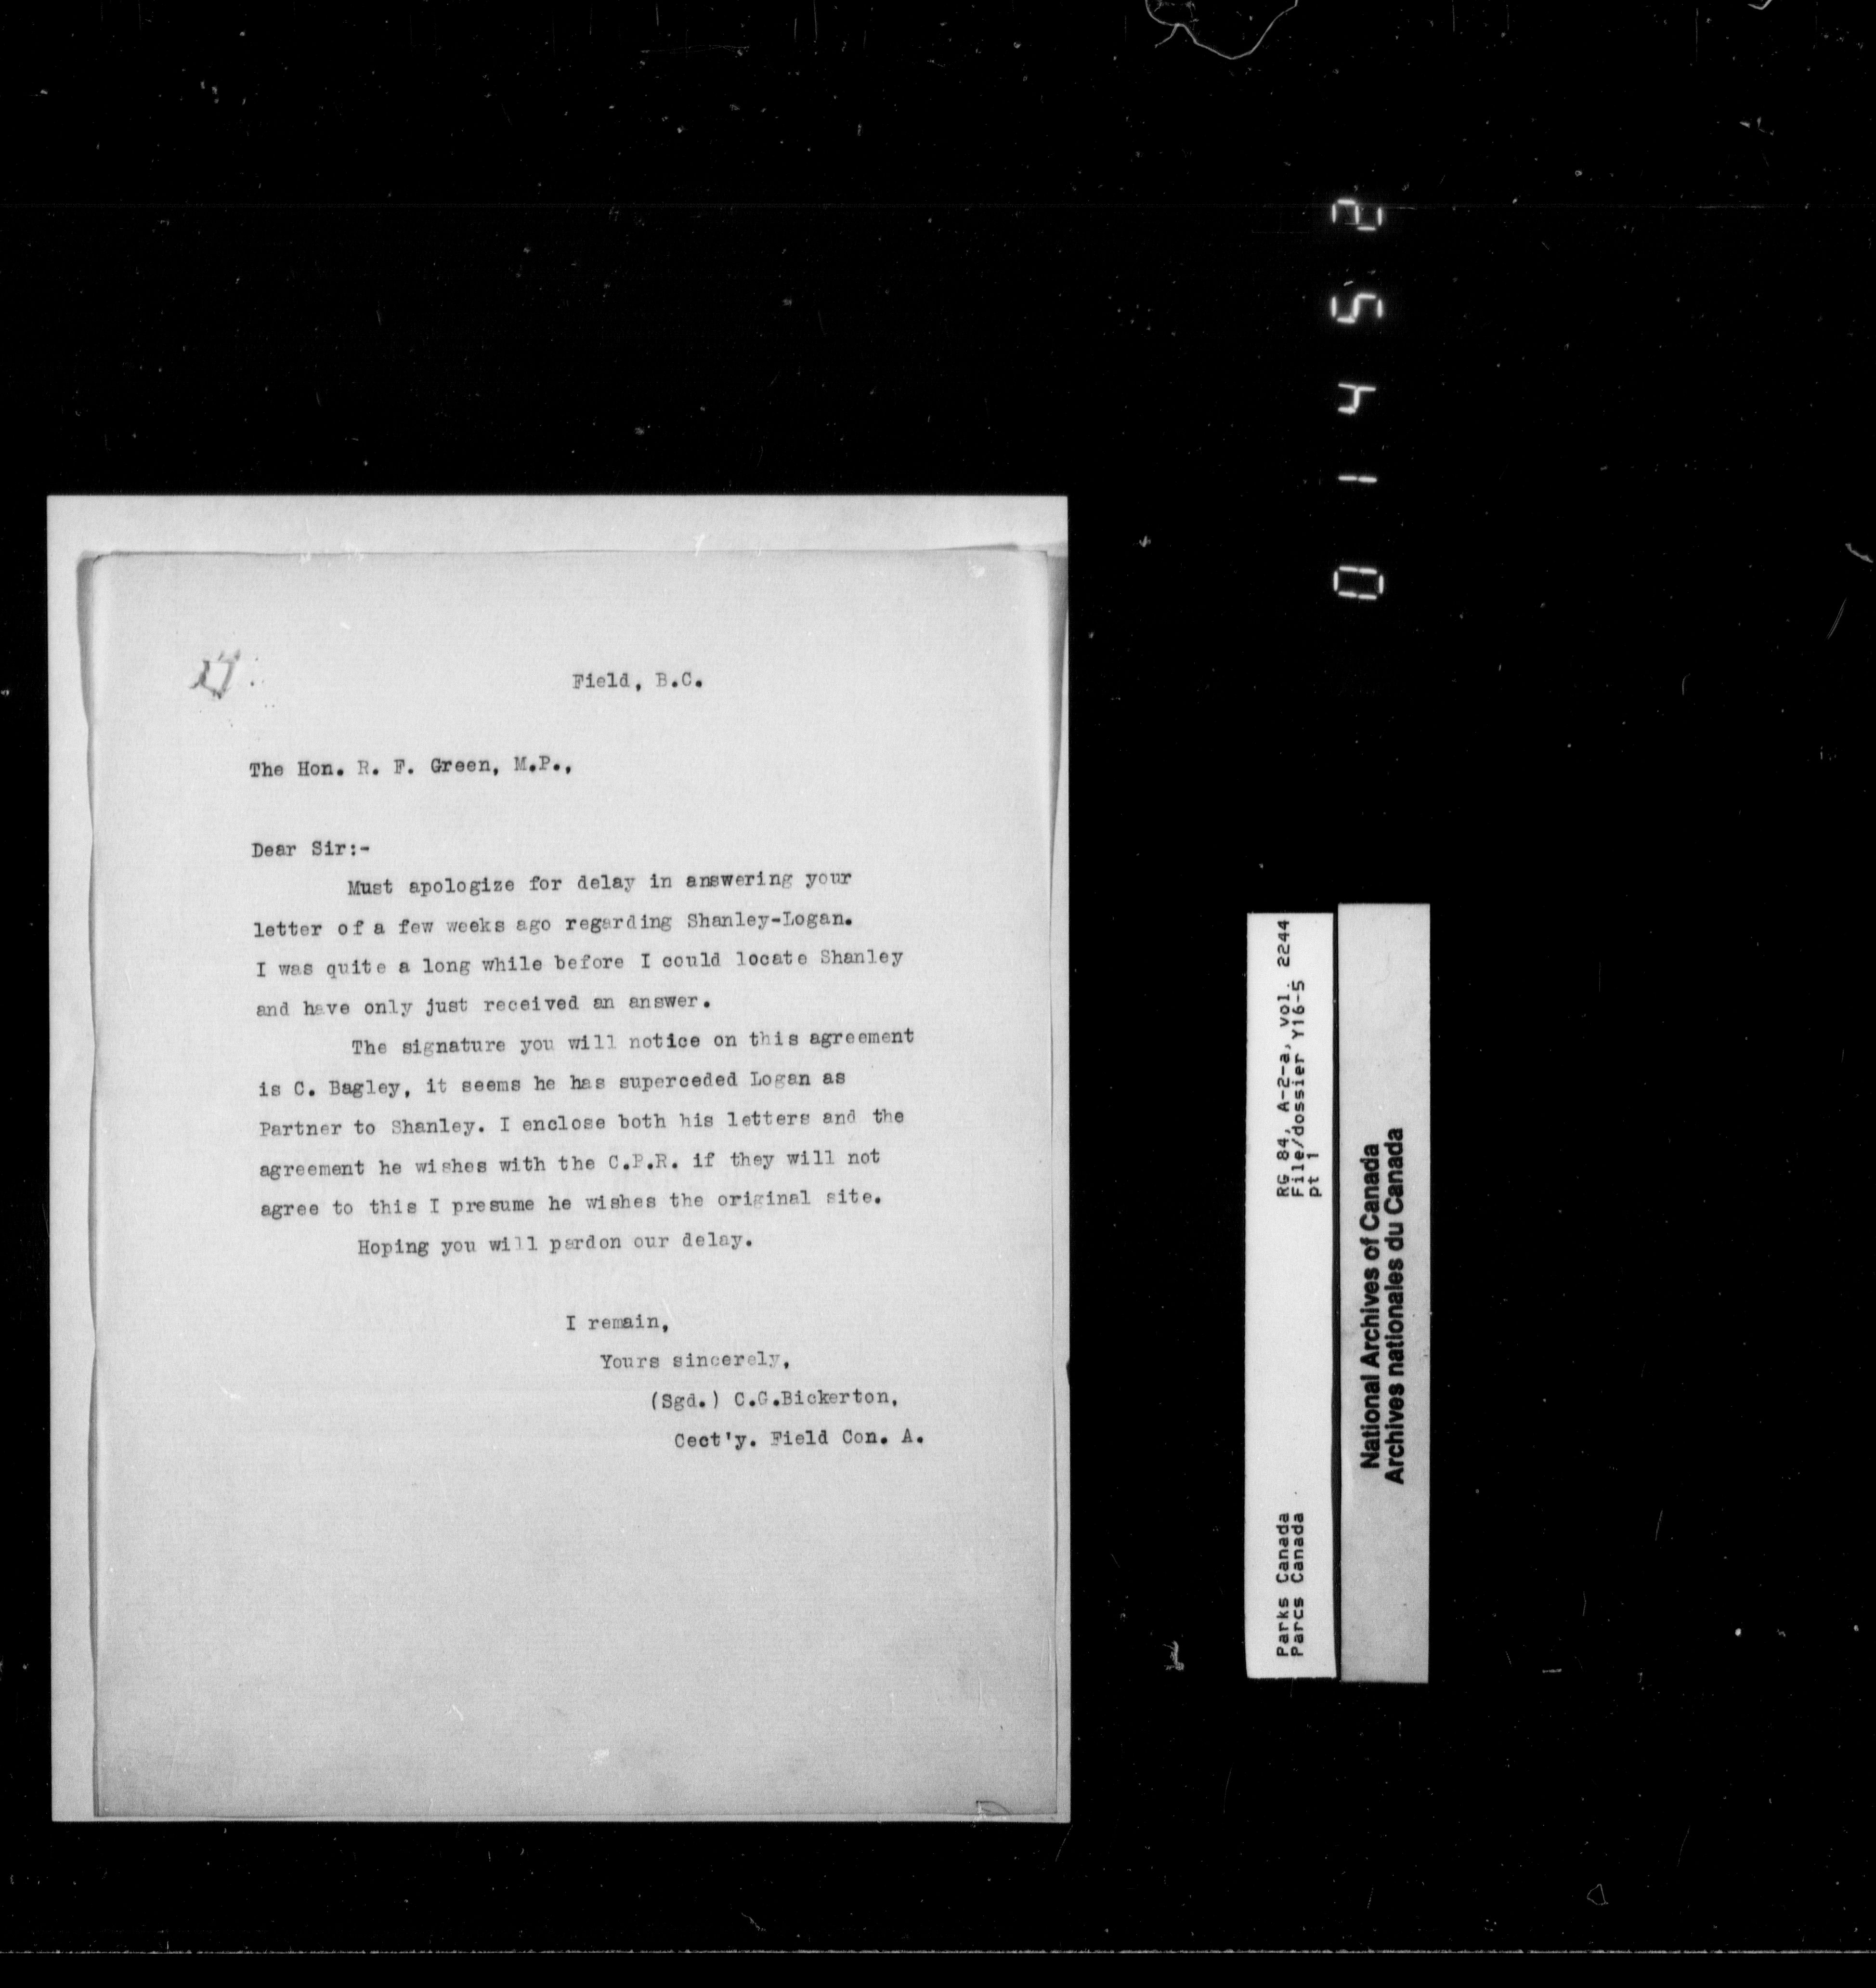 Field, B.C.
The Hon. R. F. Green, M.P.,
Dear Sir:-
Must apologize for delay in answering your
letter of a few weeks ago regarding Shanley-Logan.
I was quite a long while before I could locate Shanley
and have only just received an answer.
The signature you will notice on this agreement
is C. Bagley, it seems he has superceded Logan as
Partner to Shanley. I enclose both his letters and the
agreement he wishes with the C.P.R. if they will not
agree to this I presume he wishes the original site.
Hoping you will pardon our delay.
I remain,
Yours sincerely,
(Sgd.) C.G.Bickerton,
Cect'y. Field Con. A.
01452
RG 84, A-2-a, vol. 2244
File/dossier Y16-5
pt 1
Parks Canada
Parcs Canada
National Archives of Canada
Archives nationales du Canada